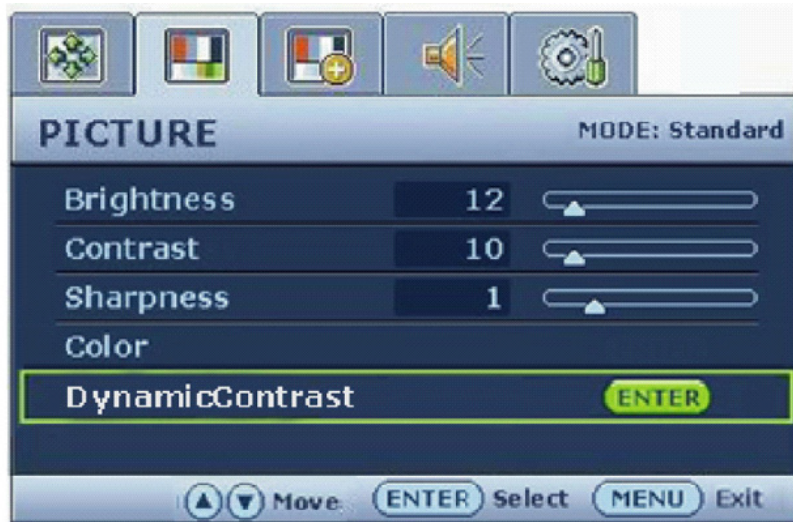 PICTURE MODE: Standard
Brightness 12
Contrast 10
Sharpness 1
Color
DynamicContrast ENTER
Move ENTER Select MENU Exit